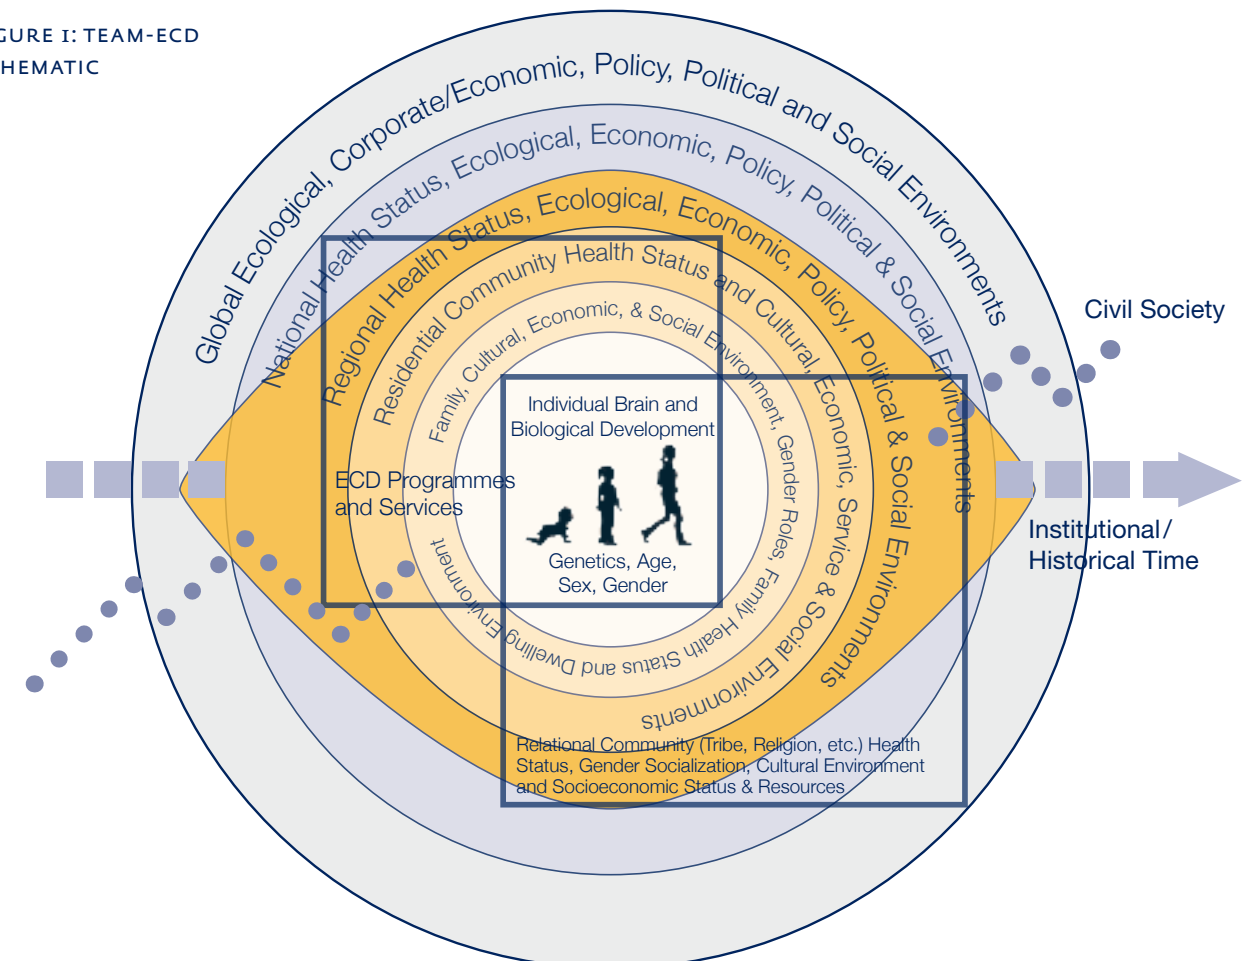 GURE I: TEAM-ECD
HEMATIC
Global Ecological, Corporate/Economic, Policy, Political and Social Environments
National Health Status, Ecological, Economic, Policy, Political & Social Environments
Regional Health Status, Ecological, Economic, Policy, Political & Social Environments
Residential Community Health Status and Cultural, Economic, Service & Social Environments
Family, Cultural, Economic, & Social Environment, Gender Roles, Family Health Status and Dwelling Environment
Civil Society
Individual Brain and
Biological Development
ECD Programmes
and Services
Genetics, Age,
Sex, Gender
Institutional/
Historical Time
Relational Community (Tribe, Religion, etc.) Health
Status, Gender Socialization, Cultural Environment
and Socioeconomic Status & Resources